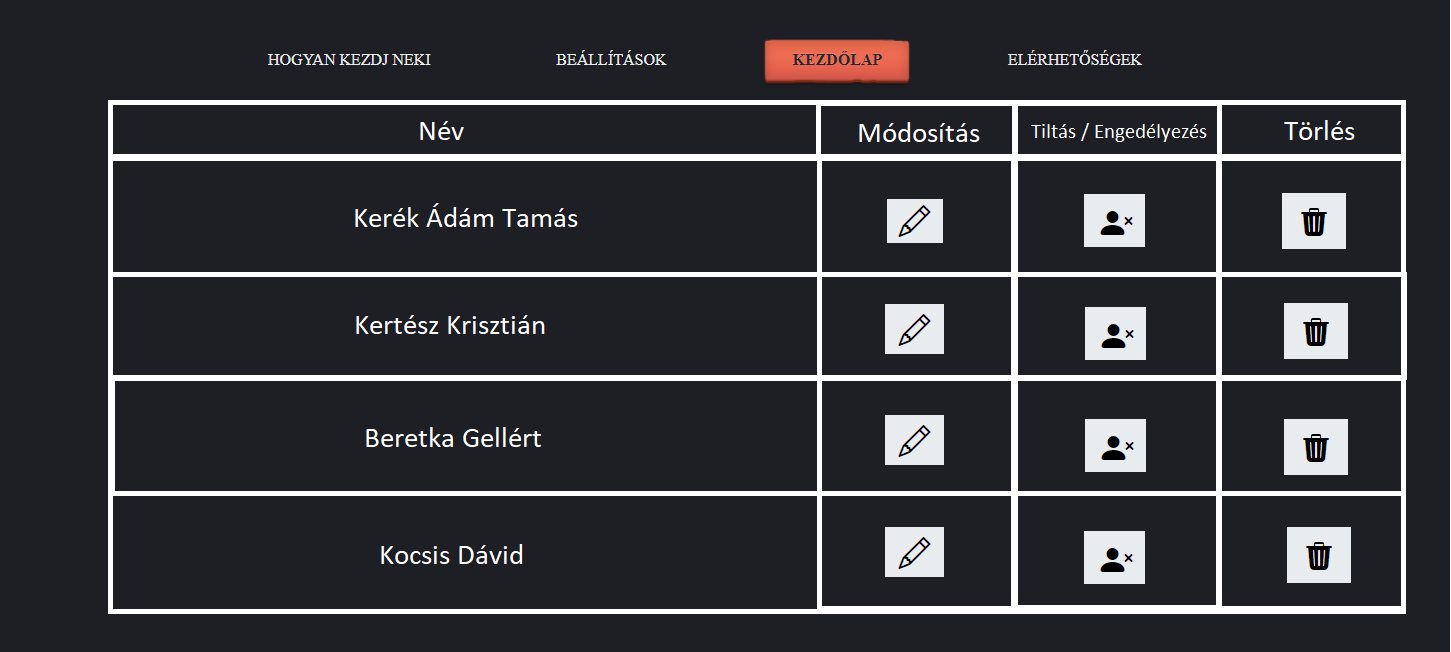 HOGYAN KEZDJ NEKI BEÁLLÍTÁSOK KEZDŐLAP ELÉRHETŐSÉGEK
Név Módosítás Tiltás / Engedélyezés Törlés
Kerék Ádám Tamás
Kertész Krisztián
Beretka Gellért
Kocsis Dávid